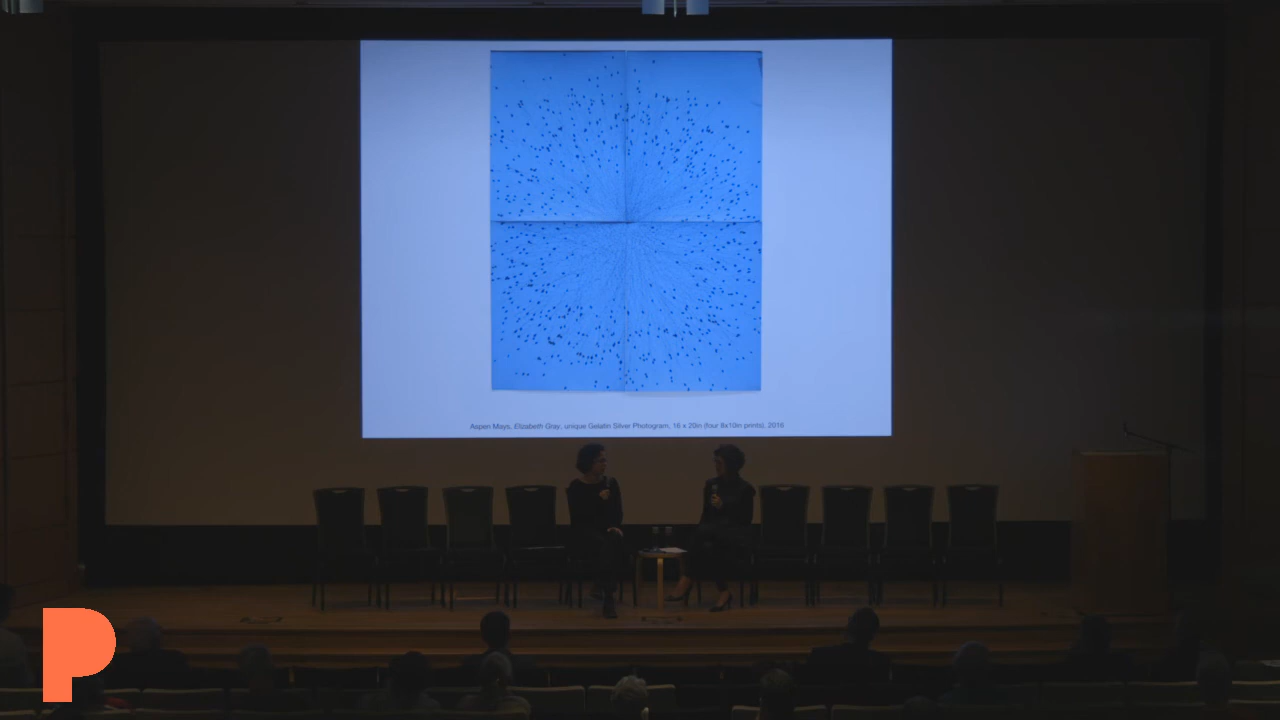 Aspen Mays, Elizabeth Gray, unique Gelatin Silver Photogram, 16 x 20in (four 8x10in prints), 2016
P